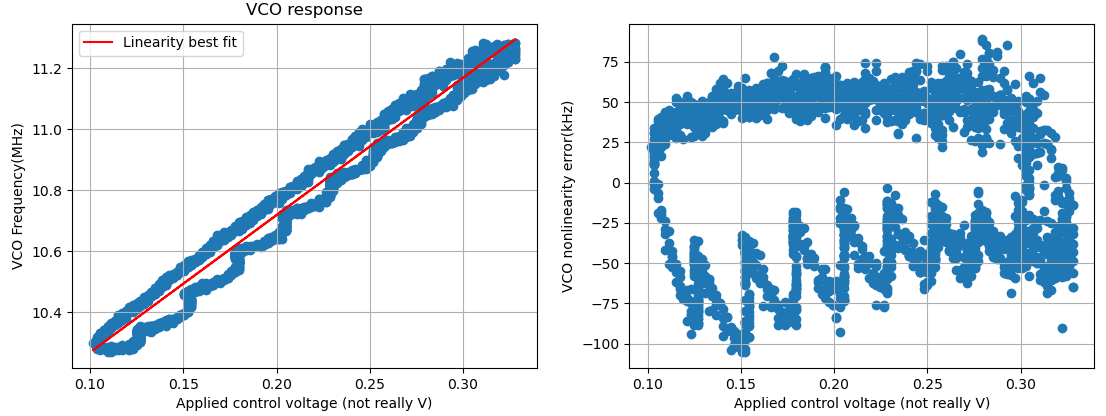 VCO response
Linearity best fit
VCO Frequency(MHz)
11.2
11.0
10.8
10.6
10.4
0.10 0.15 0.20 0.25 0.30
Applied control voltage (not really V)
VCO nonlinearity error(kHz)
75
50
25
0
−25
−50
−75
−100
0.10 0.15 0.20 0.25 0.30
Applied control voltage (not really V)